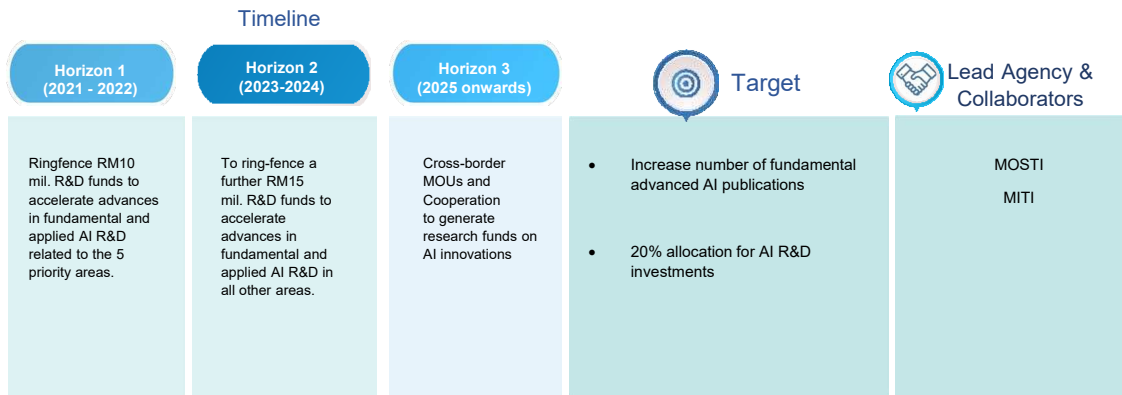 Timeline
Horizon 1
(2021 - 2022)
Horizon 2
(2023-2024)
Horizon 3
(2025 onwards)
Target
Lead Agency &
Collaborators
Ringfence RM10
mil. R&D funds to
accelerate advances
in fundamental and
applied AI R&D
related to the 5
priority areas.
To ring-fence a
further RM15
mil. R&D funds to
accelerate
advances in
fundamental and
applied AI R&D in
all other areas.
Cross-border
MOUs and
Cooperation
to generate
research funds on
AI innovations
• Increase number of fundamental
advanced AI publications
• 20% allocation for AI R&D
investments
MOSTI
MITI